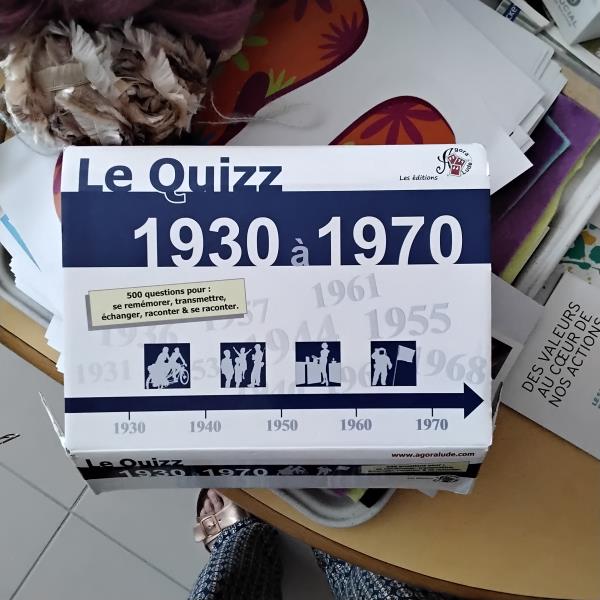 Le Quizz
Les éditions
Agora
Lude
1930 à 1970
500 questions pour :
se remémorer, transmettre,
échanger, raconter & se raconter.
1961
1955
1944
1931
53
1968
1930 1940 1950 1960 1970
Le Quizz
www.agoralude.com
1930 à 1970
DES VALEURS
AU CŒUR DE
NOS ACTIONS